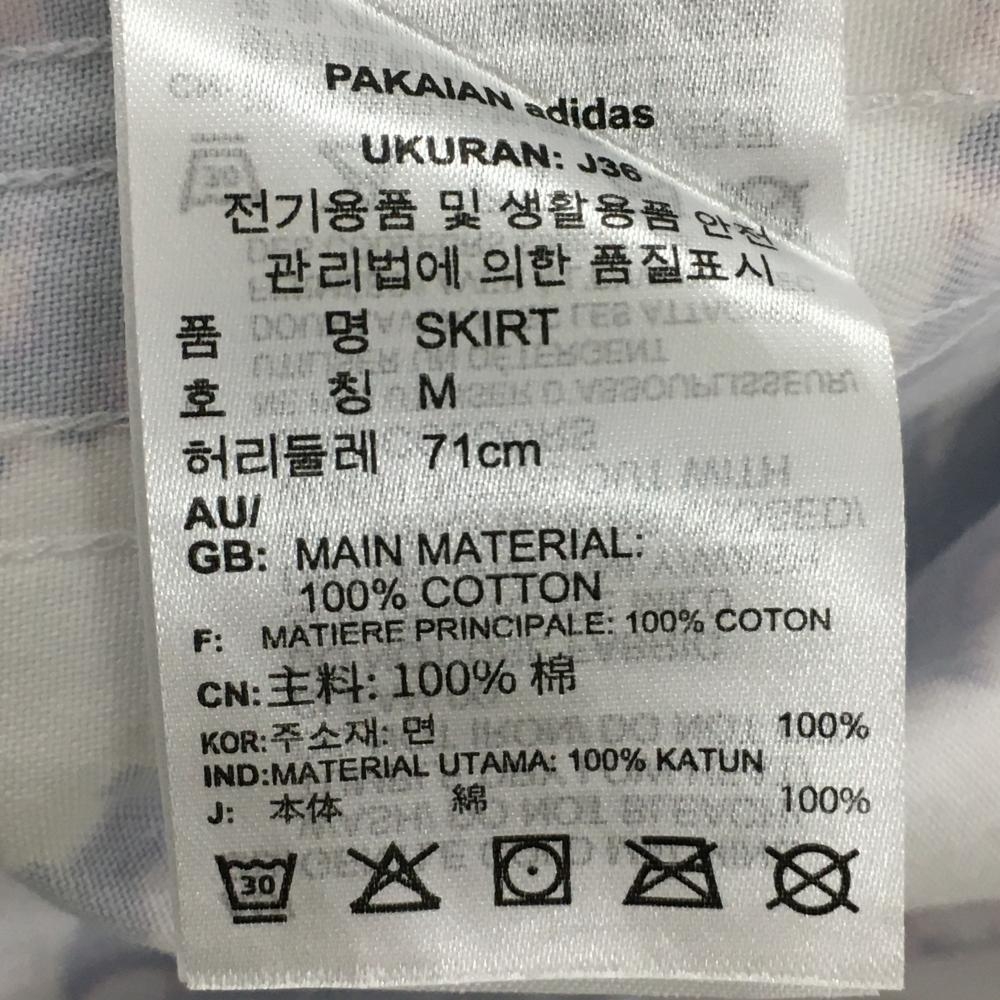 PAKAIAN adidas
UKURAN: J36
전기용품 및 생활용품 안전
관리법에 의한 품질표시
품 명 SKIRT
호 칭 M
허리둘레 71cm
AU/
GB: MAIN MATERIAL:
100% COTTON
F: MATIERE PRINCIPALE: 100% COTON
CN: 主料: 100% 棉
KOR: 주소재: 면 100%
IND: MATERIAL UTAMA: 100% KATUN
J: 本体 綿 100%
30